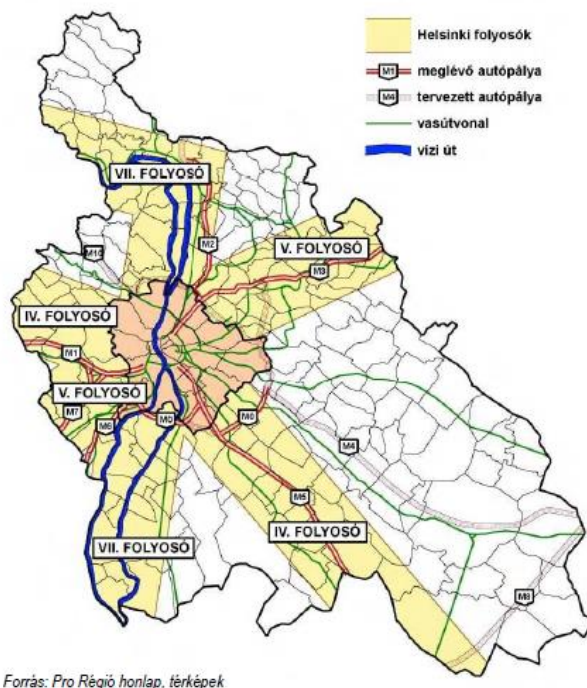 Helsinki folyosók
M1 meglévő autópálya
M4 tervezett autópálya
vasútvonal
vízi út
VII. FOLYOSÓ
M2
V. FOLYOSÓ
M3
M10
IV. FOLYOSÓ
M1
V. FOLYOSÓ
M7
M6
M0
M0
M4
M5
IV. FOLYOSÓ
VII. FOLYOSÓ
M8
Forrás: Pro Régió honlap, térképek